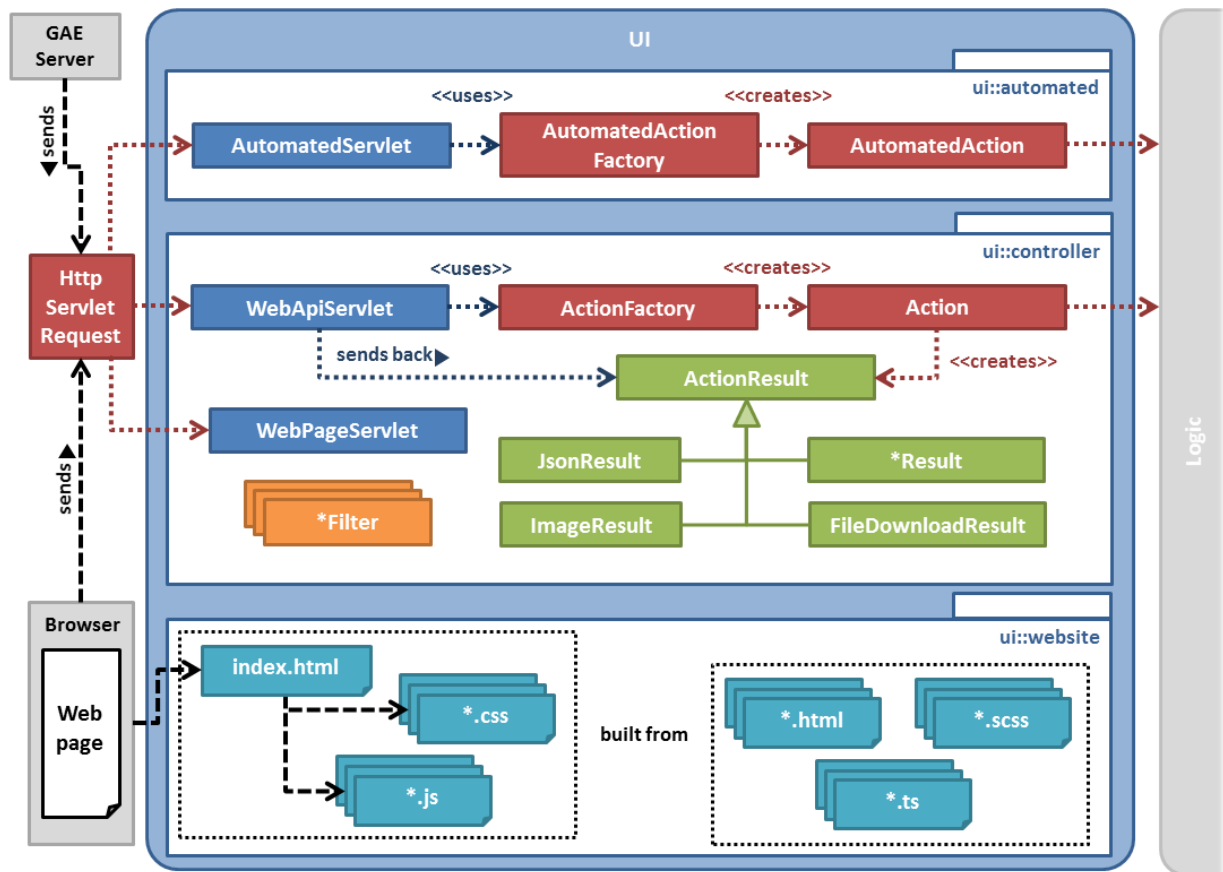 GAE
Server
UI
ui::automated
<<uses>>
<<creates>>
sends
AutomatedServlet
AutomatedAction
Factory
AutomatedAction
ui::controller
<<uses>>
<<creates>>
Http
Servlet
Request
WebApiServlet
ActionFactory
Action
sends back
<<creates>>
ActionResult
WebPageServlet
sends
JsonResult
*Result
*Filter
ImageResult
FileDownloadResult
Logic
Browser
ui::website
index.html
Web
page
*.css
*.js
built from
*.html
*.scss
*.ts